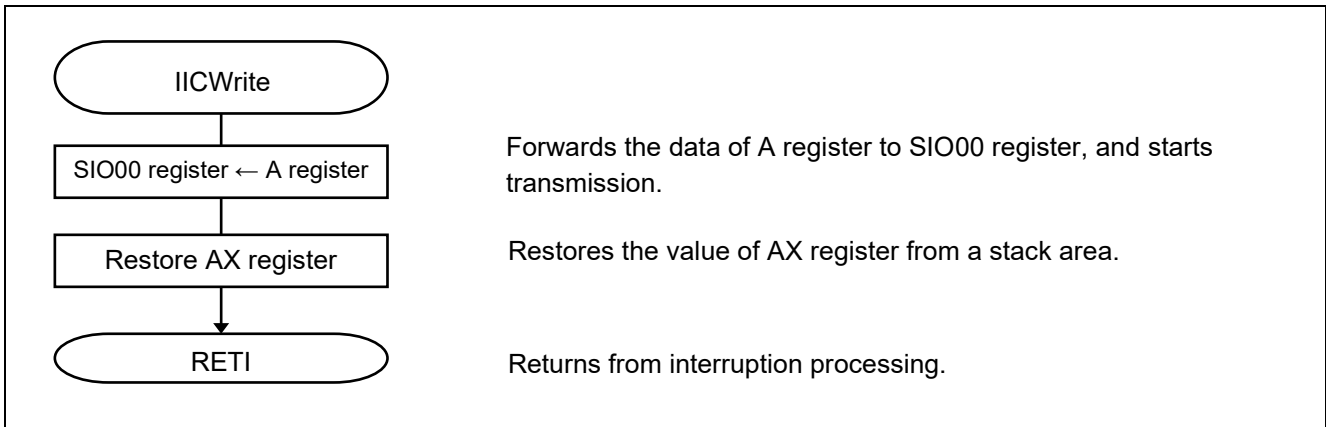 IICWrite
SIO00 register ← A register
Forwards the data of A register to SIO00 register, and starts
transmission.
Restore AX register
Restores the value of AX register from a stack area.
RETI
Returns from interruption processing.